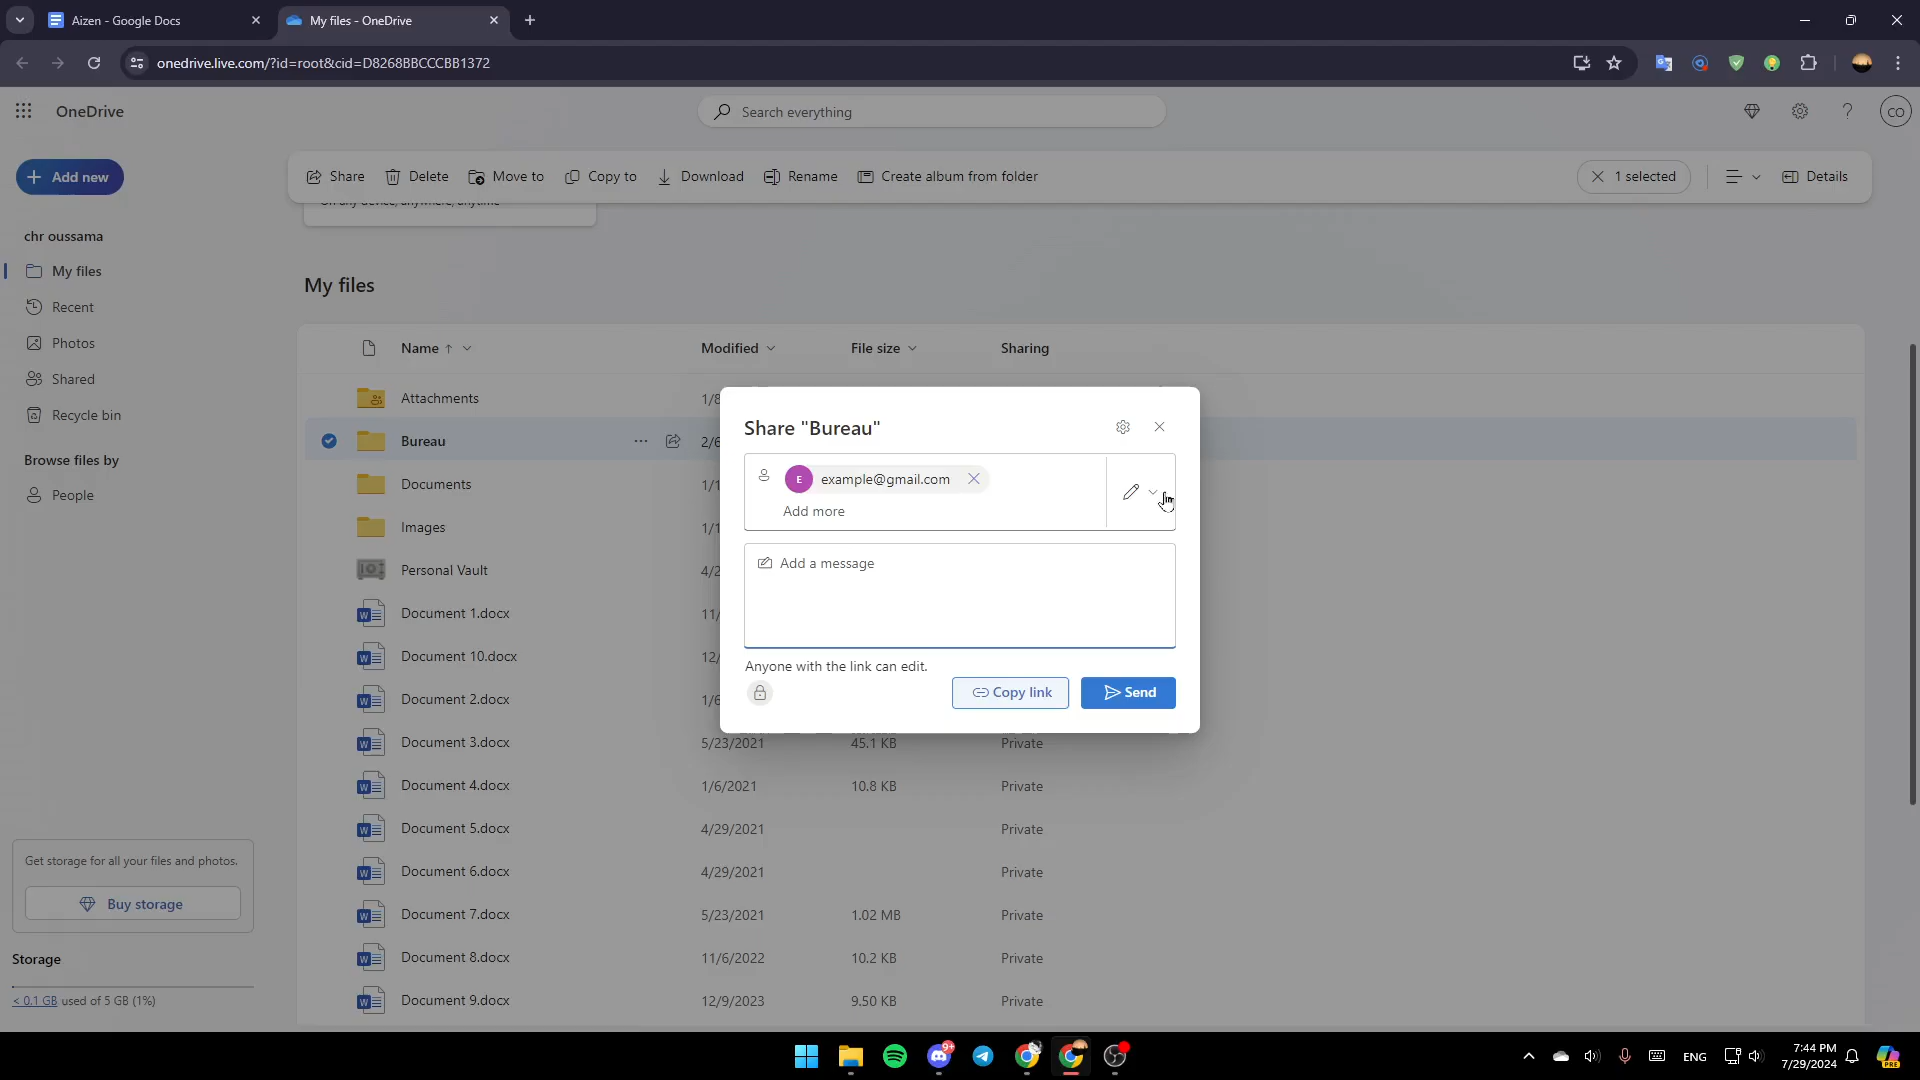 Aizen - Google Docs
My files - OneDrive
onedrive.live.com/?id=root&cid=D8268BBCCCBB1372
OneDrive
Search everything
CO
Add new
Share
Delete
Move to
Copy to
Download
Rename
Create album from folder
1 selected
Details
On any device, anywhere, anytime
chr oussama
My files
Recent
Photos
Shared
Recycle bin
Browse files by
People
My files
Name Modified File size Sharing
Attachments 1/8
Bureau 2/6
Documents 1/1
Images 1/1
Personal Vault 4/2
Document 1.docx 11/
Document 10.docx 12/
Document 2.docx 1/6
Document 3.docx 5/23/2021 45.1 KB Private
Document 4.docx 1/6/2021 10.8 KB Private
Document 5.docx 4/29/2021 Private
Document 6.docx 4/29/2021 Private
Document 7.docx 5/23/2021 1.02 MB Private
Document 8.docx 11/6/2022 10.2 KB Private
Document 9.docx 12/9/2023 9.50 KB Private
Share "Bureau"
E example@gmail.com
Add more
Add a message
Anyone with the link can edit.
Copy link
Send
Get storage for all your files and photos.
Buy storage
Storage
< 0.1 GB used of 5 GB (1%)
9+
ENG
7:44 PM
7/29/2024
PRE